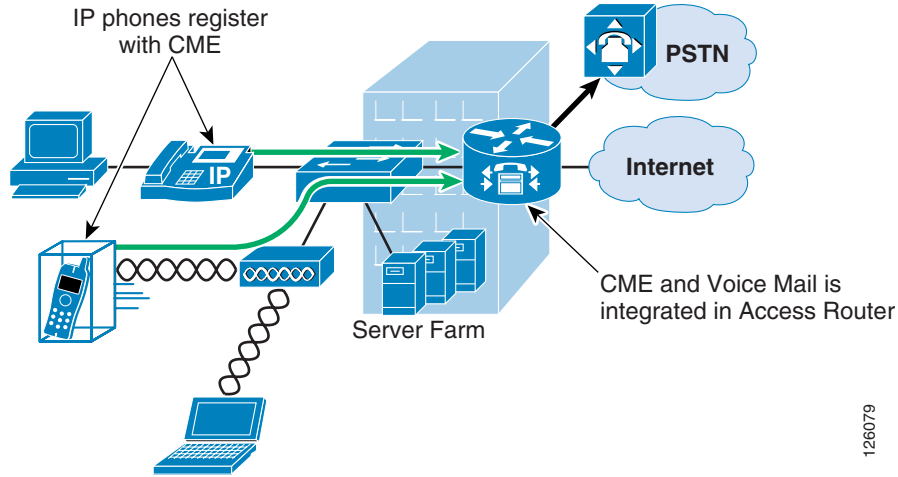 IP phones register
with CME
PSTN
IP
Internet
CME and Voice Mail is
integrated in Access Router
Server Farm
126079